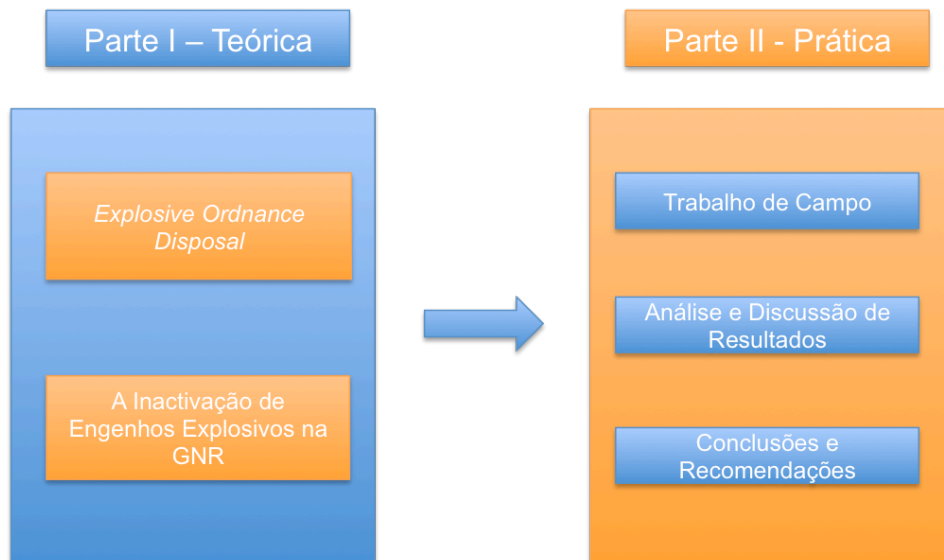 Parte I – Teórica
Explosive Ordnance
Disposal
A Inactivação de
Engenhos Explosivos na
GNR
Parte II - Prática
Trabalho de Campo
Análise e Discussão de
Resultados
Conclusões e
Recomendações